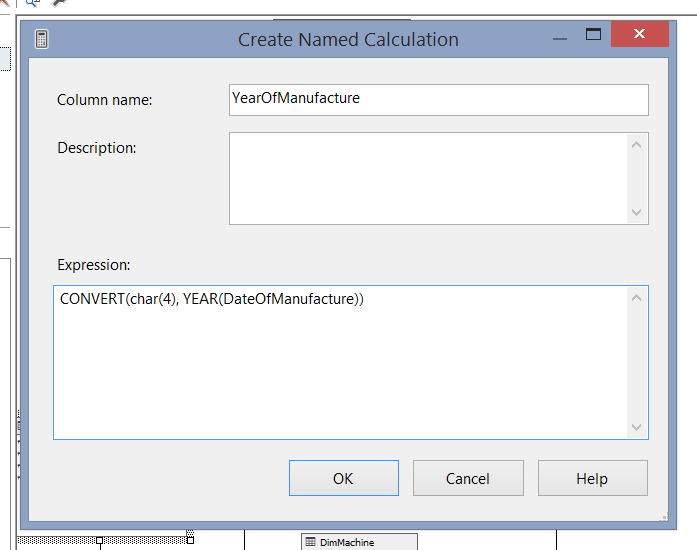 Create Named Calculation
Column name:
YearOfManufacture
Description:
Expression:
CONVERT(char(4), YEAR(DateOfManufacture))
OK
Cancel
Help
DimMachine